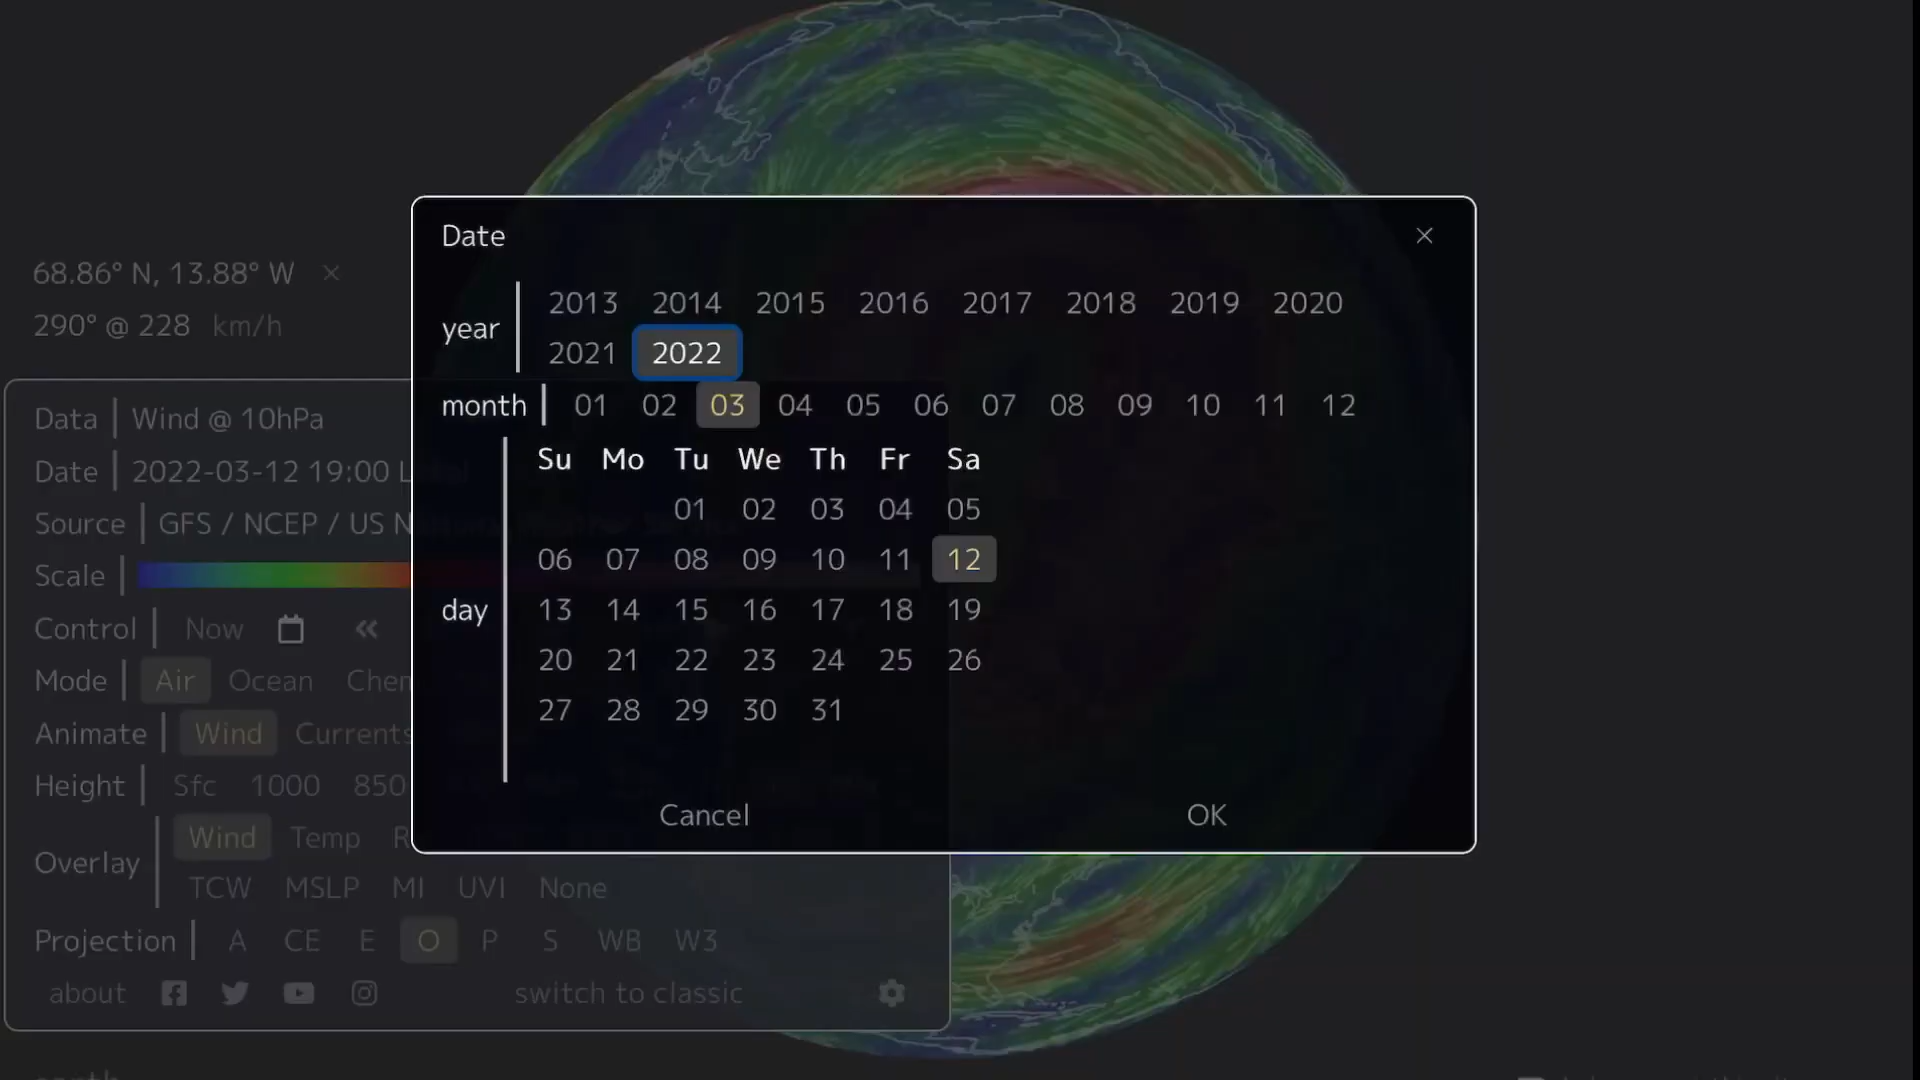 Date ×
year 2013 2014 2015 2016 2017 2018 2019 2020
2021 2022
month 01 02 03 04 05 06 07 08 09 10 11 12
Su Mo Tu We Th Fr Sa
01 02 03 04 05
06 07 08 09 10 11 12
day 13 14 15 16 17 18 19
20 21 22 23 24 25 26
27 28 29 30 31
Cancel OK
68.86° N, 13.88° W ×
290° @ 228 km/h
Data Wind @ 10hPa
Date 2022-03-12 19:00
Source GFS / NCEP / US
Scale
Control Now «
Mode Air Ocean
Animate Wind Currents
Height Sfc 1000 850
Overlay Wind Temp
TCW MSLP MI UVI None
Projection A CE E O P S WB W3
about switch to classic